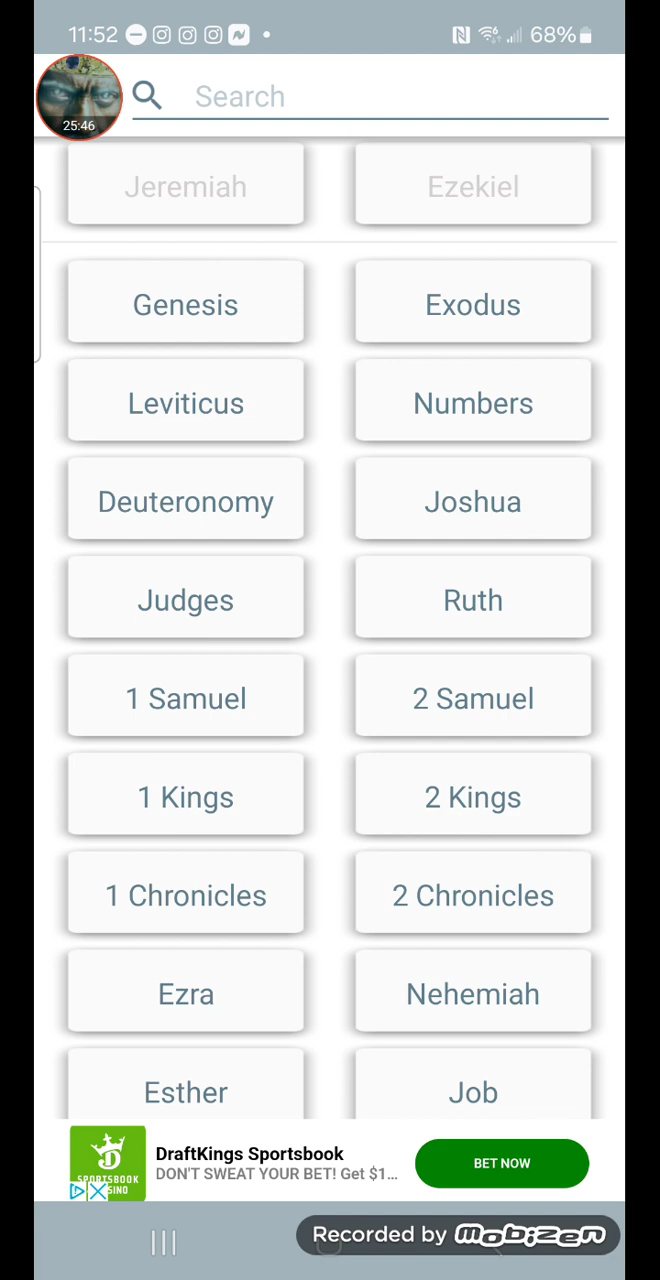 11:52
68%
25:46
Search
Jeremiah Ezekiel
Genesis Exodus
Leviticus Numbers
Deuteronomy Joshua
Judges Ruth
1 Samuel 2 Samuel
1 Kings 2 Kings
1 Chronicles 2 Chronicles
Ezra Nehemiah
Esther Job
DraftKings Sportsbook
DON'T SWEAT YOUR BET! Get $1...
BET NOW
SPORTSBOOK
Recorded by mobizen